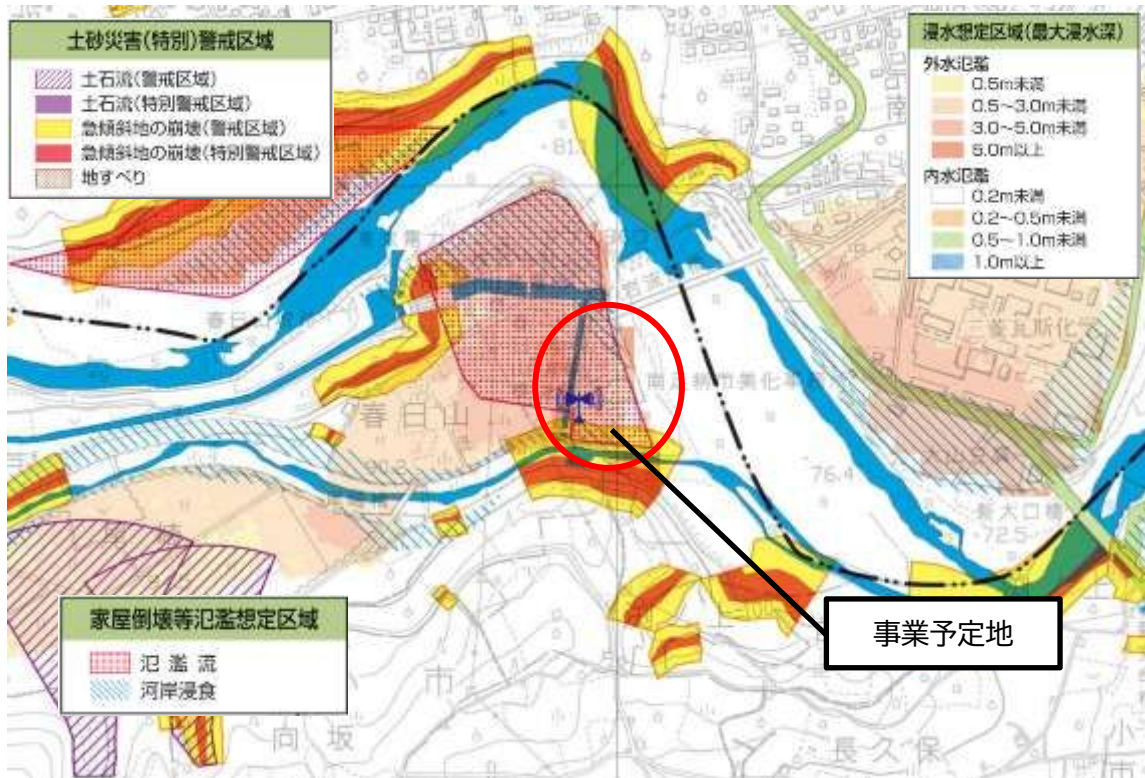 土砂災害(特別)警戒区域
土石流(警戒区域)
土石流(特別警戒区域)
急傾斜地の崩壊(警戒区域)
急傾斜地の崩壊(特別警戒区域)
地すべり
浸水想定区域(最大浸水深)
外水氾濫
0.5m未満
0.5~3.0m未満
3.0~5.0m未満
5.0m以上
内水氾濫
0.2m未満
0.2~0.5m未満
0.5~1.0m未満
1.0m以上
春日山
76.4
新大口橋
72.5
事業予定地
家屋倒壊等氾濫想定区域
氾濫流
河岸浸食
市
向坂
長久保
小
市